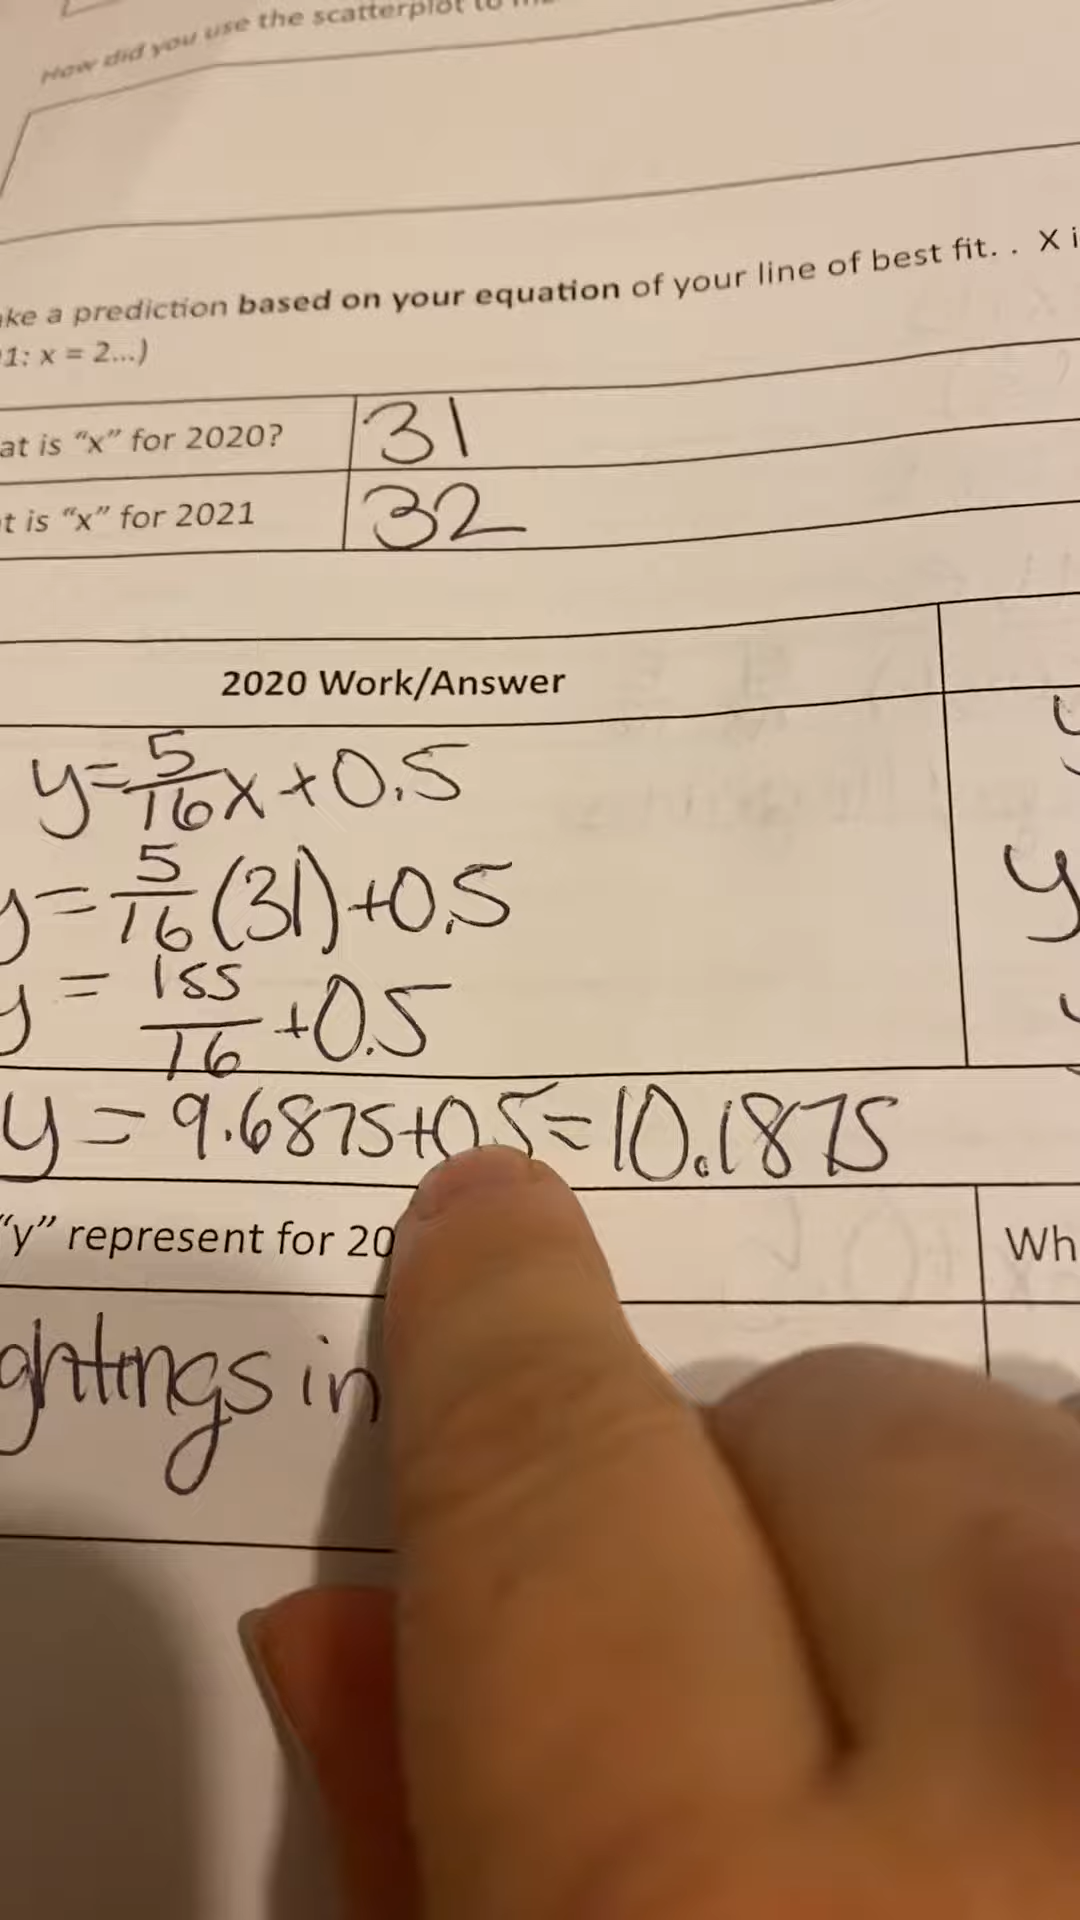 How did you use the scatterplot to
ke a prediction based on your equation of your line of best fit. . X i
1: x = 2...)
at is "x" for 2020? 31
t is "x" for 2021 32
2020 Work/Answer
y=5/16x+0.5
y=5/16(31)+0.5
y=155/16+0.5
y
y=9.6875+0.5=10.1875
"y" represent for 20
Wh
ghtings in